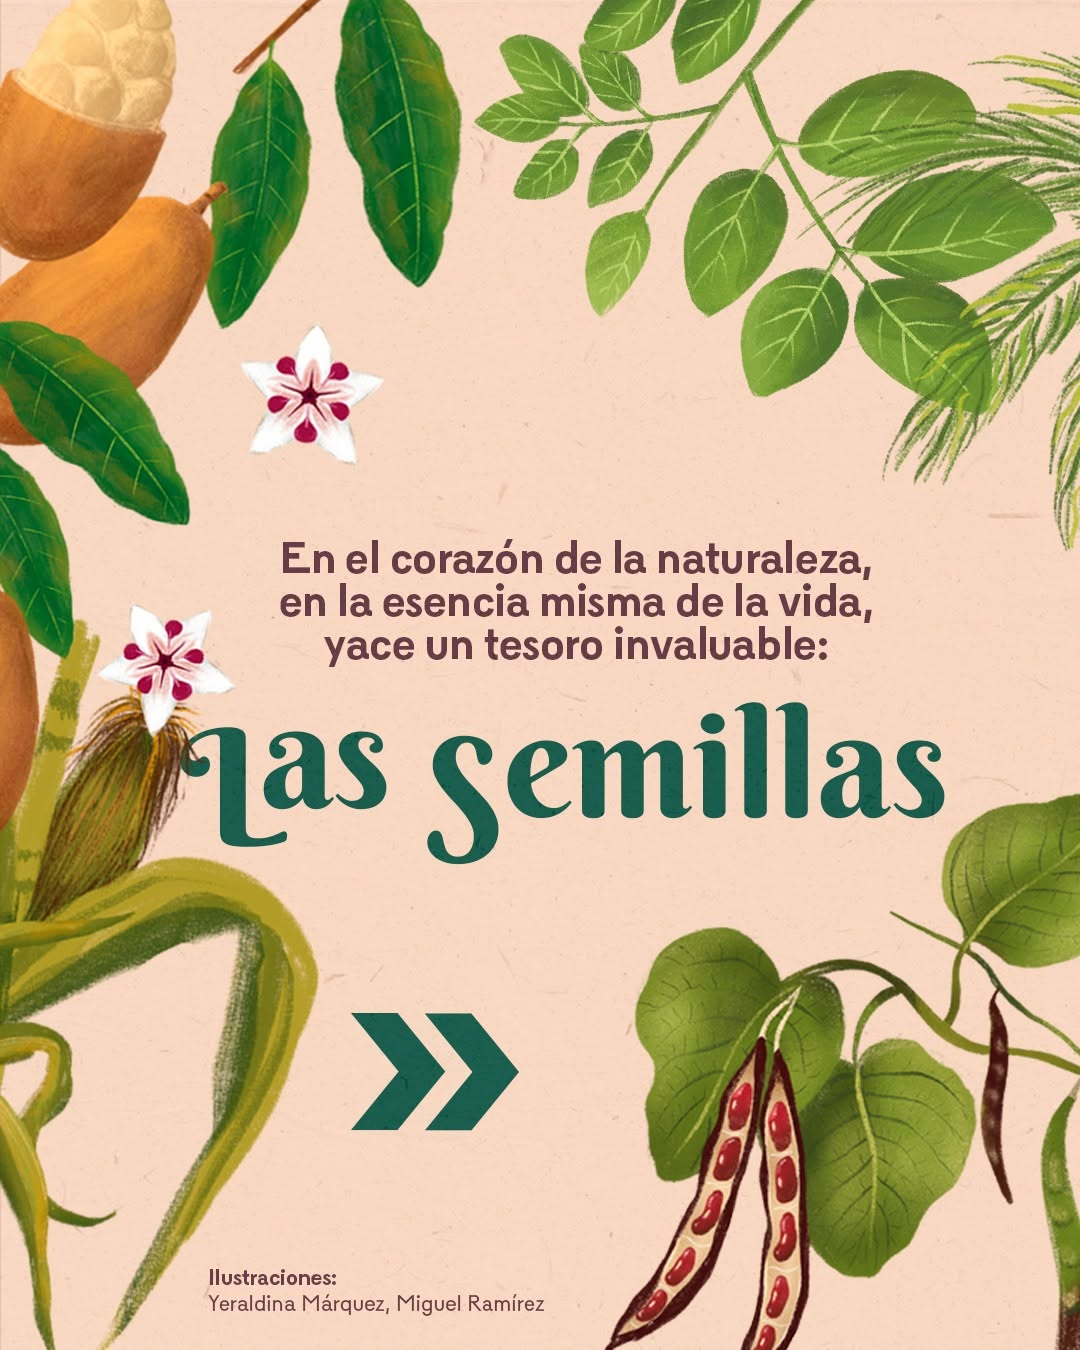 En el corazón de la naturaleza,
en la esencia misma de la vida,
yace un tesoro invaluable:
Las Semillas
Ilustraciones:
Yeraldina Márquez, Miguel Ramírez